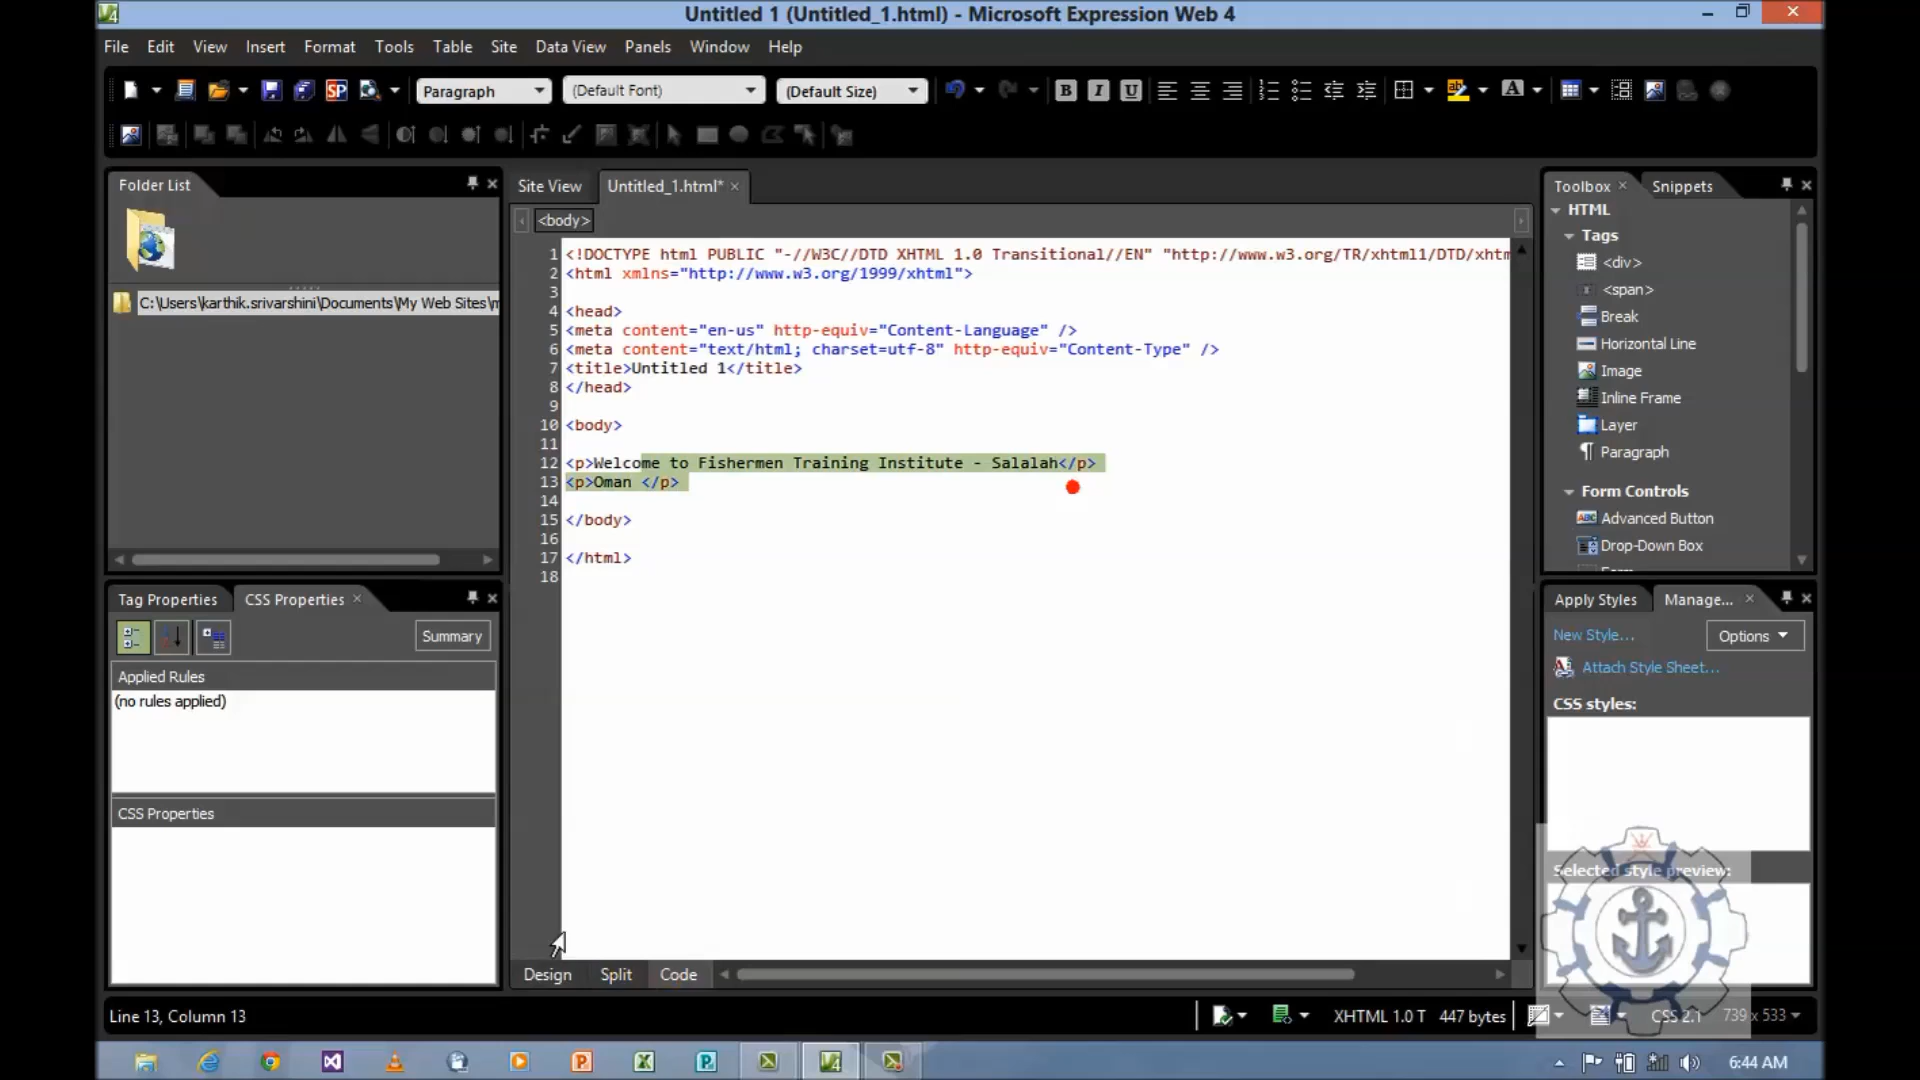 Untitled 1 (Untitled_1.html) - Microsoft Expression Web 4
File Edit View Insert Format Tools Table Site Data View Panels Window Help
SP Paragraph (Default Font) (Default Size) B I U ab A
Folder List
C:\Users\karthik.srivarshini\Documents\My Web Sites\
Site View Untitled_1.html*
<body>
1 <!DOCTYPE html PUBLIC "-//W3C//DTD XHTML 1.0 Transitional//EN" "http://www.w3.org/TR/xhtml1/DTD/xhtm
2 <html xmlns="http://www.w3.org/1999/xhtml">
3
4 <head>
5 <meta content="en-us" http-equiv="Content-Language" />
6 <meta content="text/html; charset=utf-8" http-equiv="Content-Type" />
7 <title>Untitled 1</title>
8 </head>
9
10 <body>
11
12 <p>Welcome to Fishermen Training Institute - Salalah</p>
13 <p>Oman </p>
14
15 </body>
16
17 </html>
18
Design Split Code
Toolbox Snippets
HTML
Tags
<div>
<span>
Break
Horizontal Line
Image
Inline Frame
Layer
Paragraph
Form Controls
Advanced Button
Drop-Down Box
Tag Properties CSS Properties
Summary
Applied Rules
(no rules applied)
CSS Properties
Apply Styles Manage...
New Style... Options
Attach Style Sheet...
CSS styles:
Selected style preview:
Line 13, Column 13
XHTML 1.0 T 447 bytes CSS 2.1 739 x 533
6:44 AM